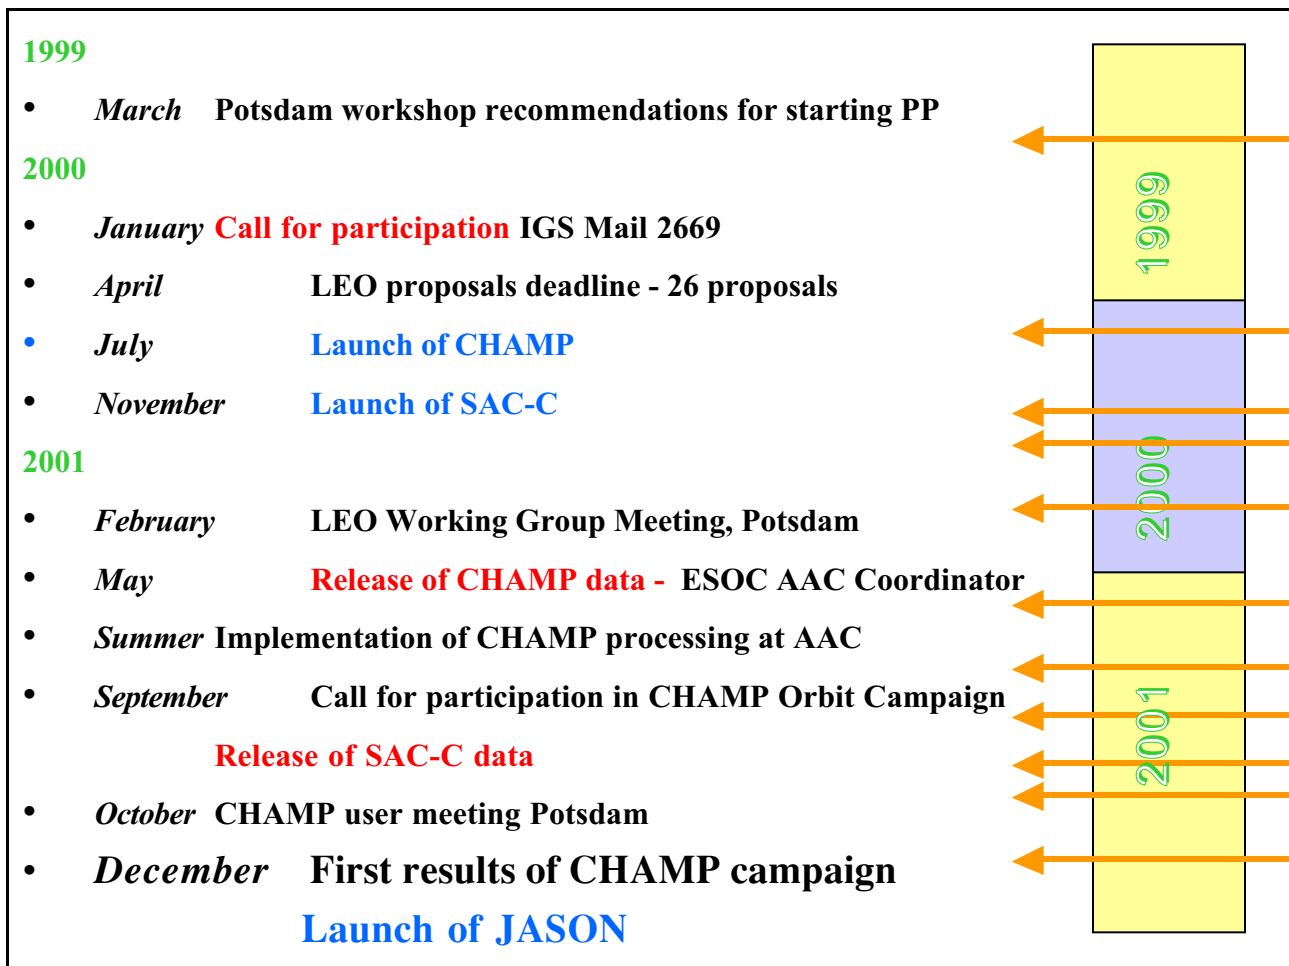 1999
• March Potsdam workshop recommendations for starting PP
2000
• January Call for participation IGS Mail 2669
• April LEO proposals deadline - 26 proposals
• July Launch of CHAMP
• November Launch of SAC-C
2001
• February LEO Working Group Meeting, Potsdam
• May Release of CHAMP data - ESOC AAC Coordinator
• Summer Implementation of CHAMP processing at AAC
• September Call for participation in CHAMP Orbit Campaign
Release of SAC-C data
• October CHAMP user meeting Potsdam
• December First results of CHAMP campaign
Launch of JASON
1999
2000
2001